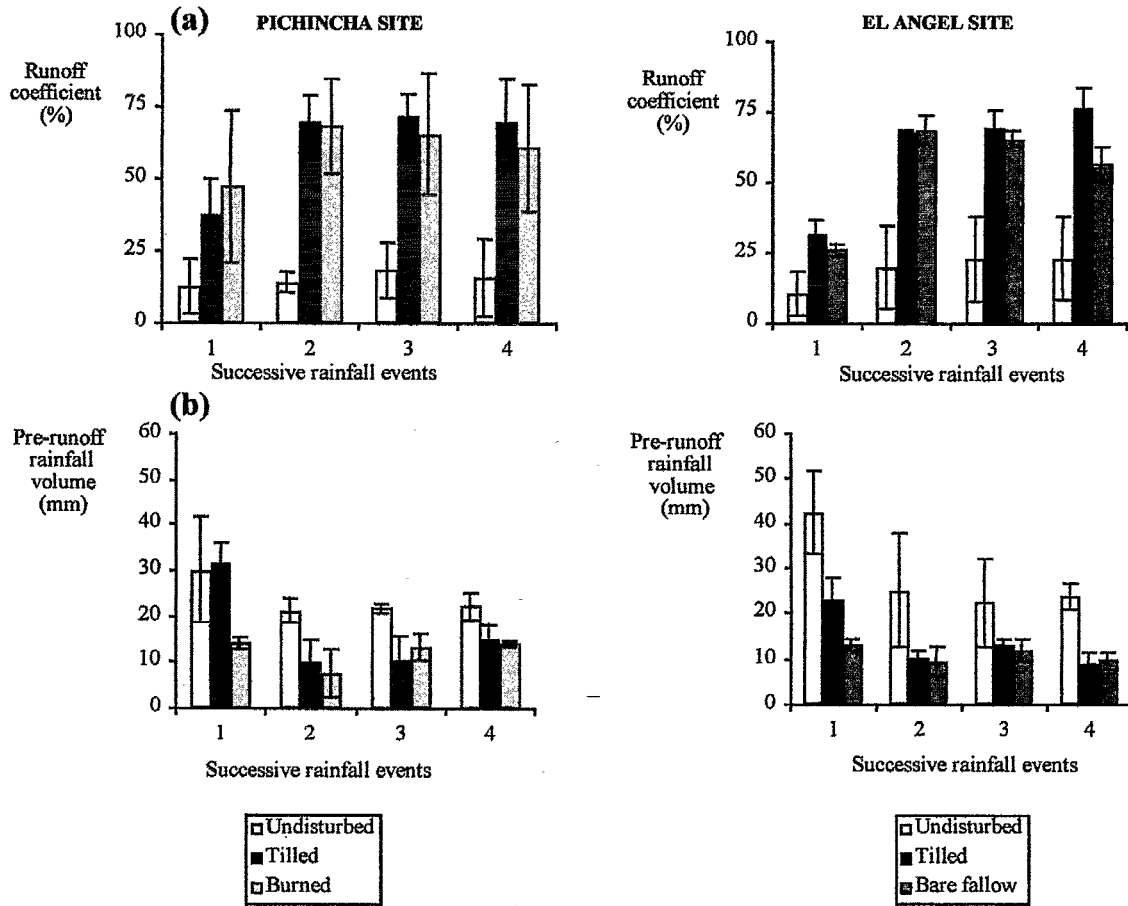 (a)
PICHINCHA SITE
Runoff
coefficient
(%)
100
75
50
25
0
1 2 3 4
Successive rainfall events
EL ANGEL SITE
Runoff
coefficient
(%)
100
75
50
25
0
1 2 3 4
Successive rainfall events
(b)
Pre-runoff
rainfall
volume
(mm)
60
50
40
30
20
10
0
1 2 3 4
Successive rainfall events
Pre-runoff
rainfall
volume
(mm)
60
50
40
30
20
10
0
1 2 3 4
Successive rainfall events
Undisturbed
Tilled
Burned
Undisturbed
Tilled
Bare fallow